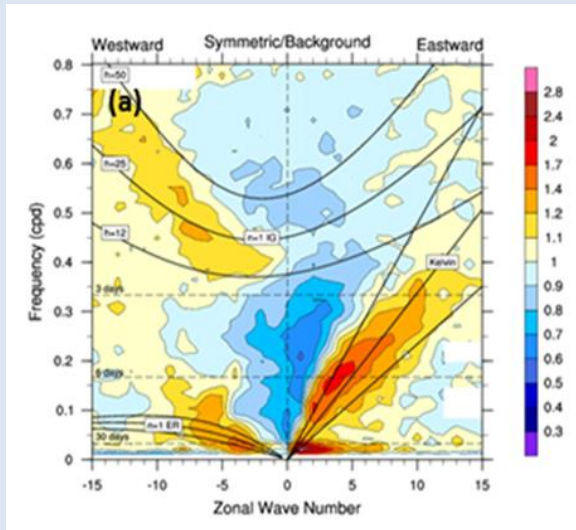 Westward Symmetric/Background Eastward
(a)
h=50
h=25
h=12
n=1 IG
Kelvin
3 days
6 days
30 days
n=1 ER
0.8
0.7
0.6
0.5
0.4
0.3
0.2
0.1
0
-15 -10 -5 0 5 10 15
Frequency (cpd)
Zonal Wave Number
2.8
2.4
2
1.7
1.4
1.2
1.1
1
0.9
0.8
0.7
0.6
0.5
0.4
0.3